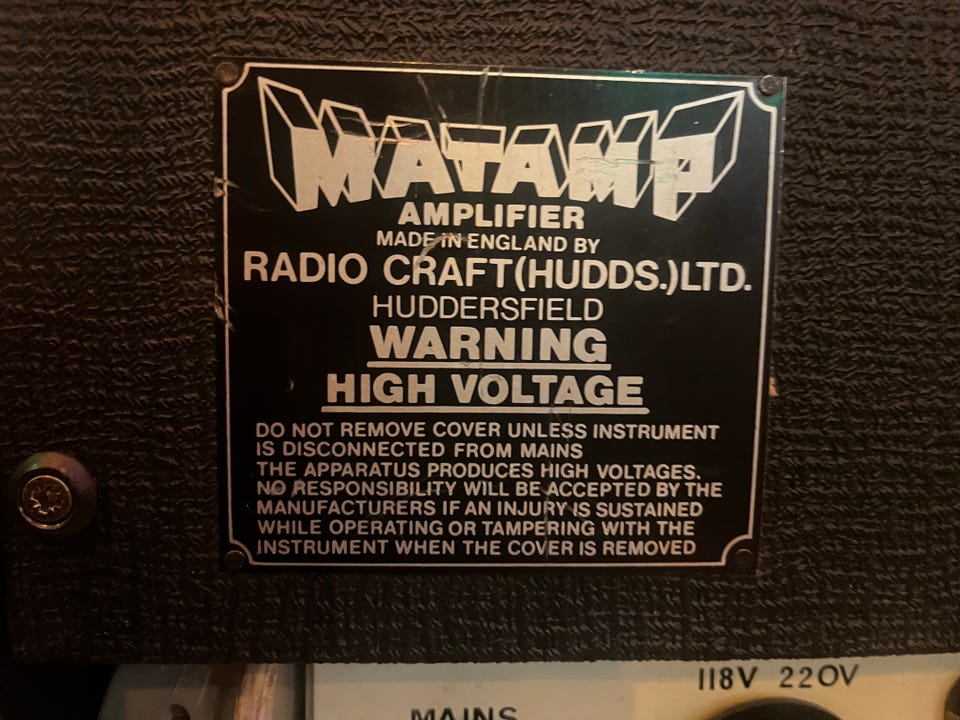 MATAMP
AMPLIFIER
MADE IN ENGLAND BY
RADIO CRAFT (HUDDS.) LTD.
HUDDERSFIELD
WARNING
HIGH VOLTAGE
DO NOT REMOVE COVER UNLESS INSTRUMENT
IS DISCONNECTED FROM MAINS
THE APPARATUS PRODUCES HIGH VOLTAGES.
NO RESPONSIBILITY WILL BE ACCEPTED BY THE
MANUFACTURERS IF AN INJURY IS SUSTAINED
WHILE OPERATING OR TAMPERING WITH THE
INSTRUMENT WHEN THE COVER IS REMOVED
118V 220V
MAINS